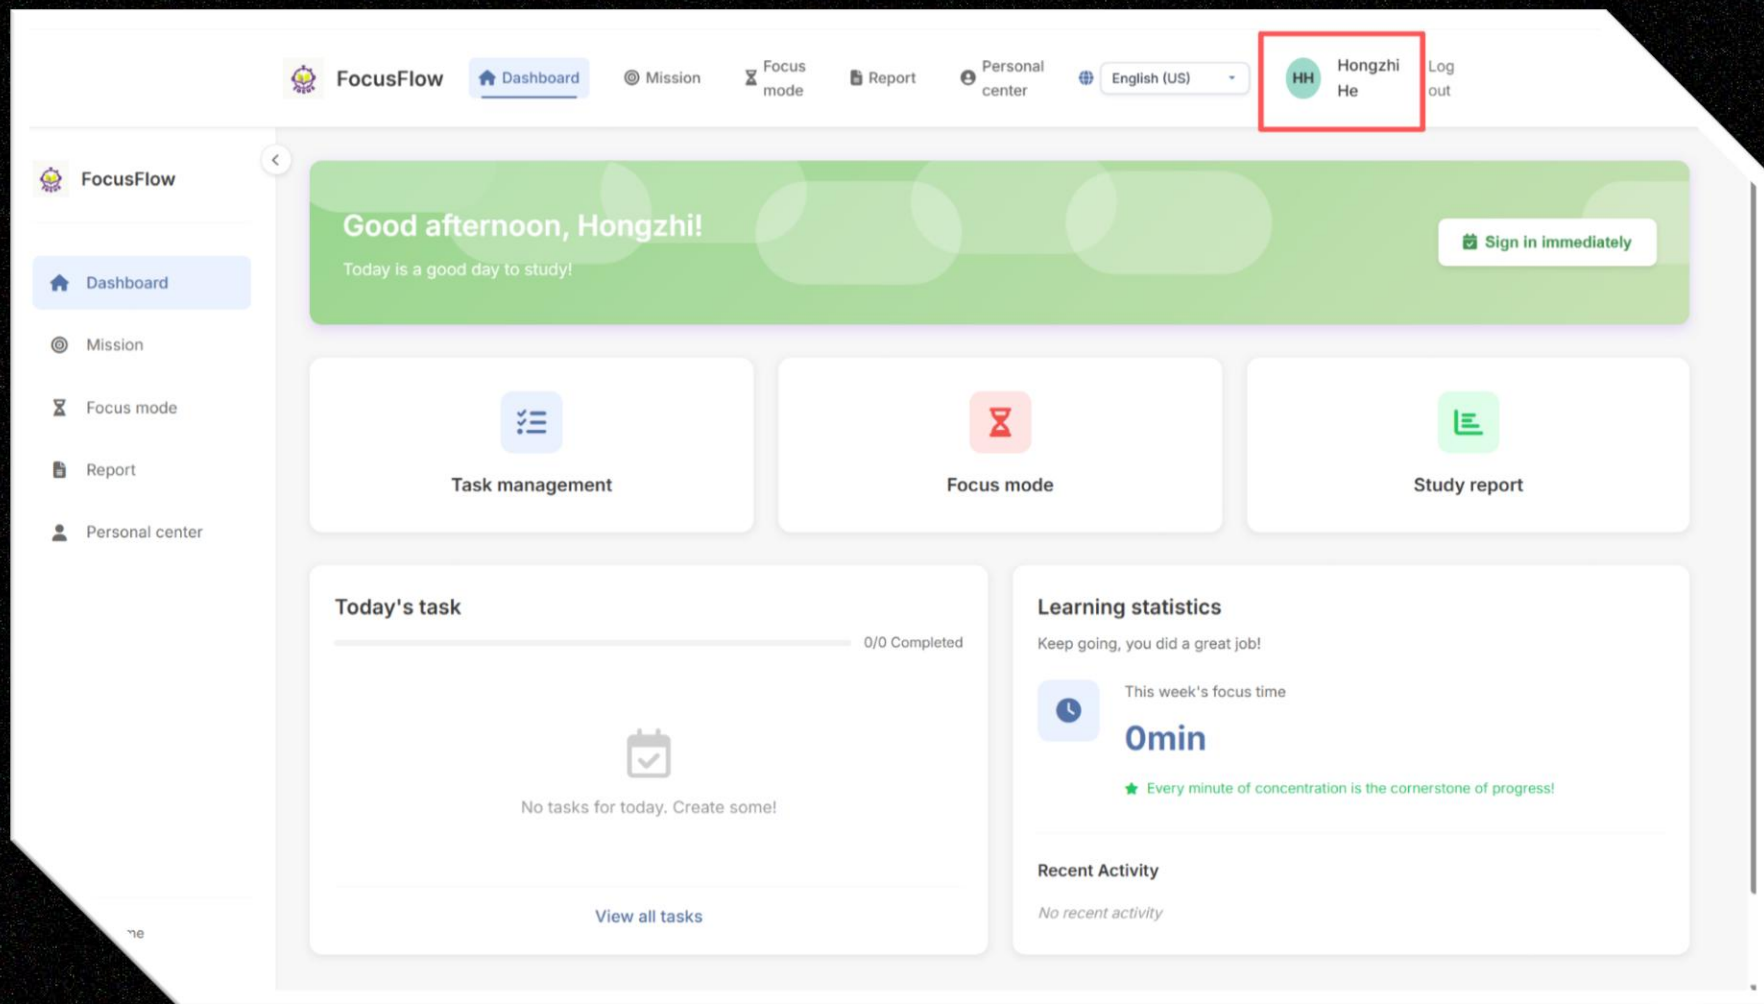 FocusFlow
Dashboard
Mission
Focus
mode
Report
Personal
center
English (US)
HH
Hongzhi
He
Log
out
FocusFlow
Dashboard
Mission
Focus mode
Report
Personal center
Good afternoon, Hongzhi!
Today is a good day to study!
Sign in immediately
Task management
Focus mode
Study report
Today's task
0/0 Completed
No tasks for today. Create some!
View all tasks
Learning statistics
Keep going, you did a great job!
This week's focus time
0min
Every minute of concentration is the cornerstone of progress!
Recent Activity
No recent activity